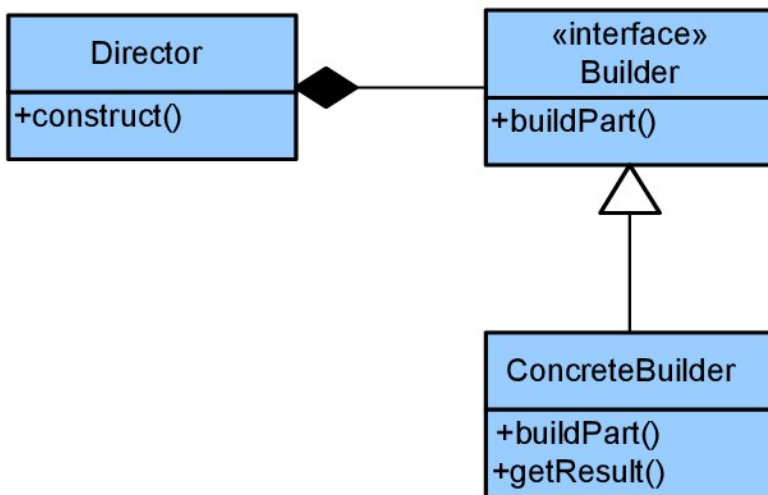 Director
+construct()
«interface»
Builder
+buildPart()
ConcreteBuilder
+buildPart()
+getResult()